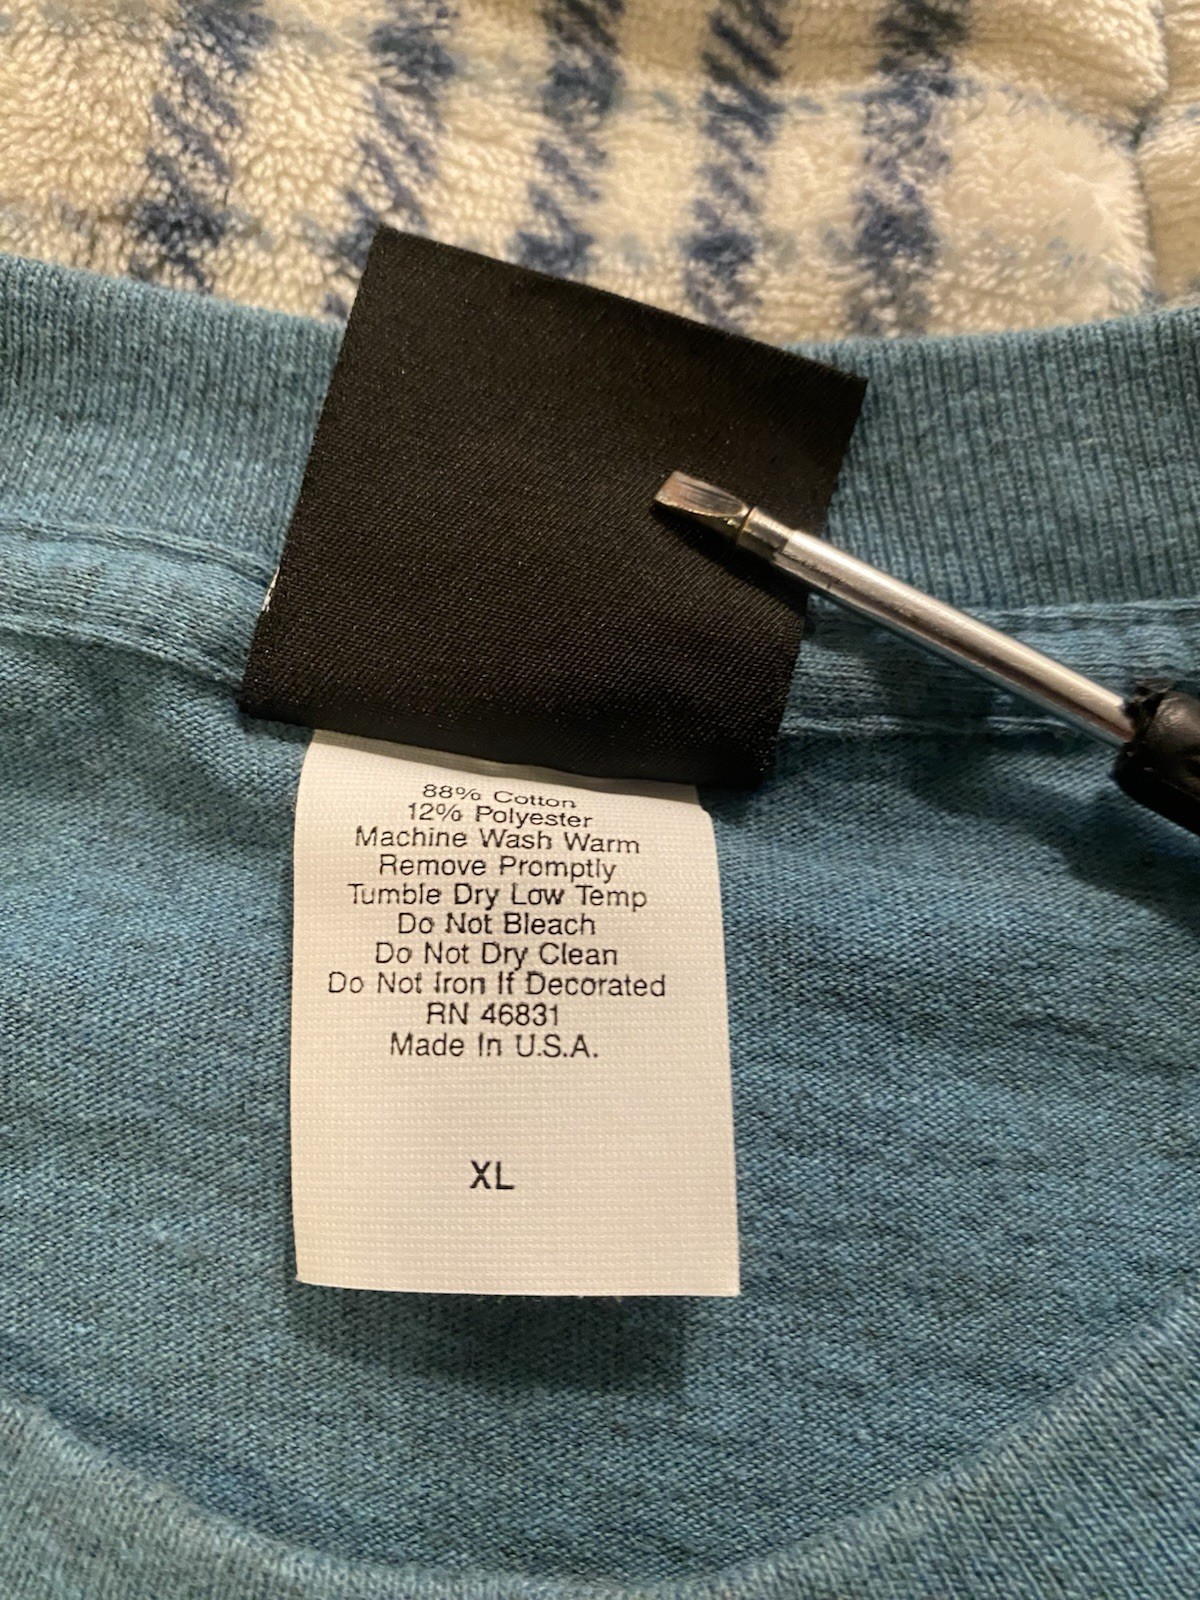 88% Cotton
12% Polyester
Machine Wash Warm
Remove Promptly
Tumble Dry Low Temp
Do Not Bleach
Do Not Dry Clean
Do Not Iron If Decorated
RN 46831
Made In U.S.A.
XL